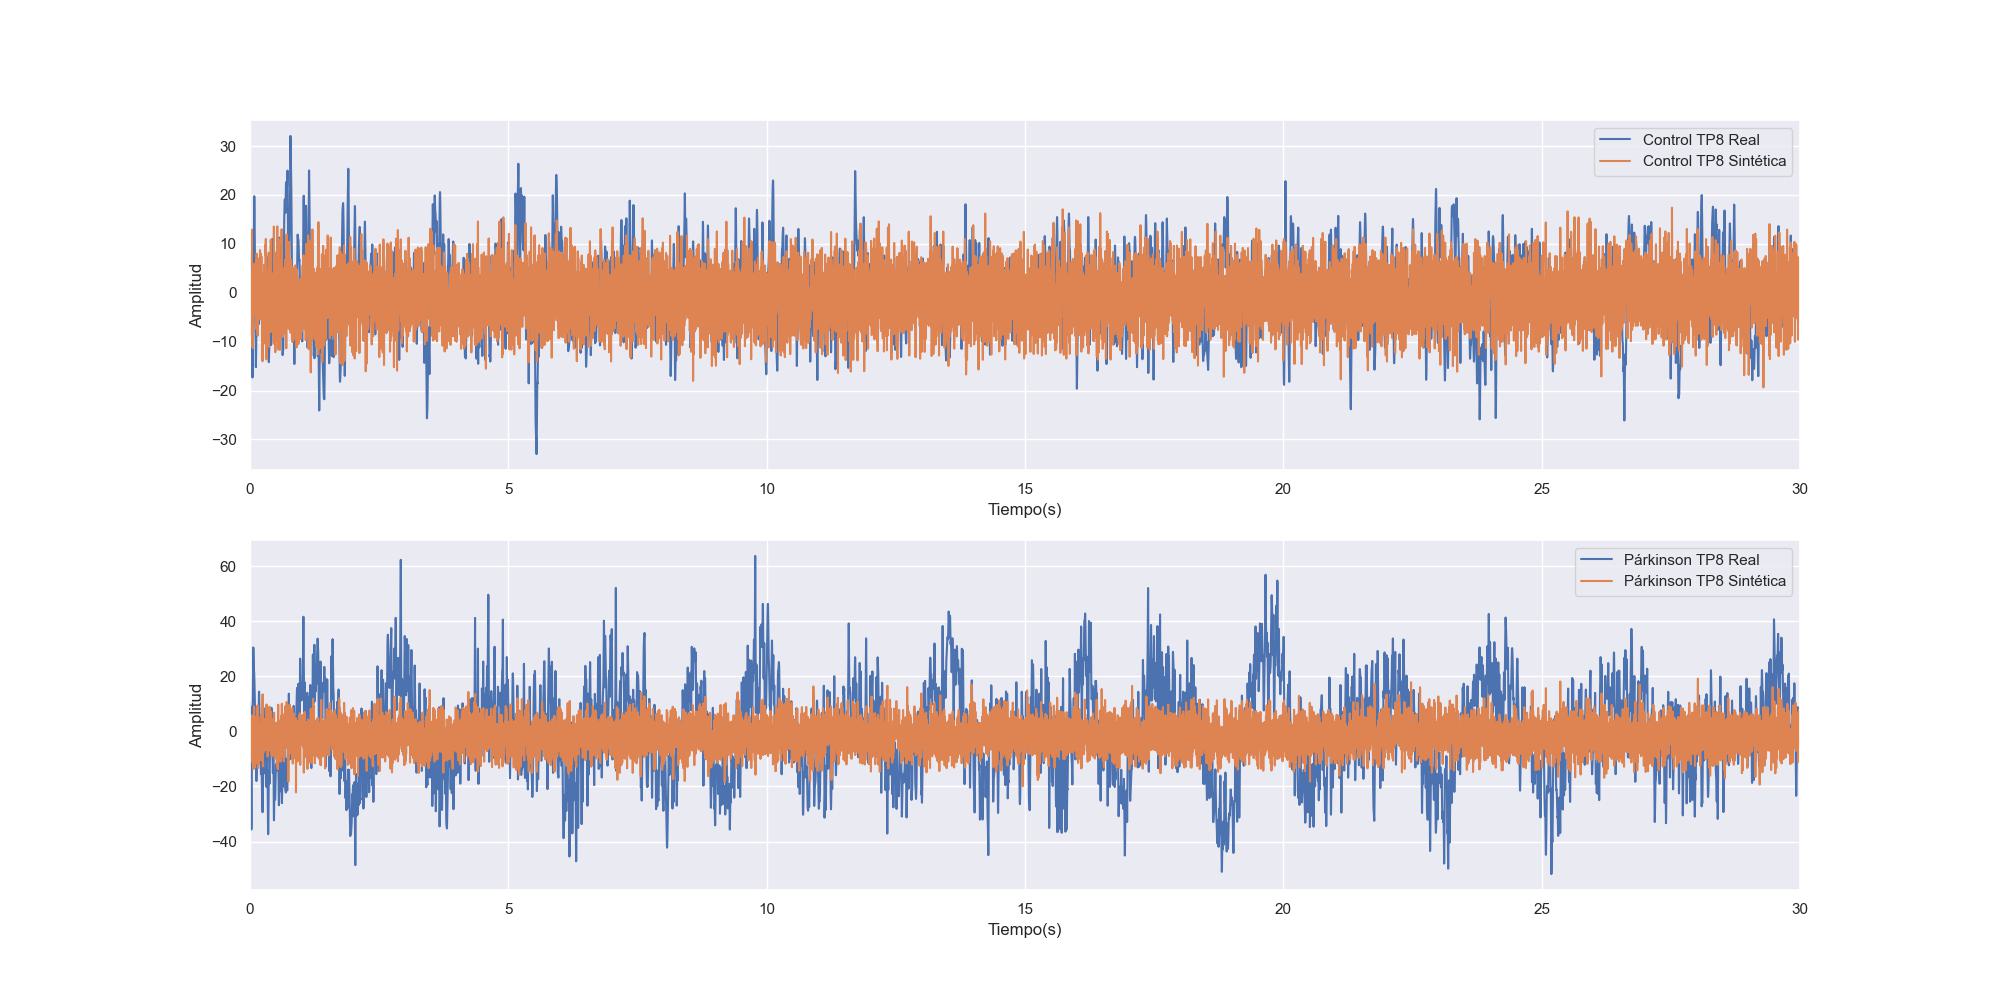 30
20
10
0
−10
−20
−30
Amplitud
Control TP8 Real
Control TP8 Sintética
0 5 10 15 20 25 30
Tiempo(s)
60
40
20
0
−20
−40
Amplitud
Párkinson TP8 Real
Párkinson TP8 Sintética
0 5 10 15 20 25 30
Tiempo(s)